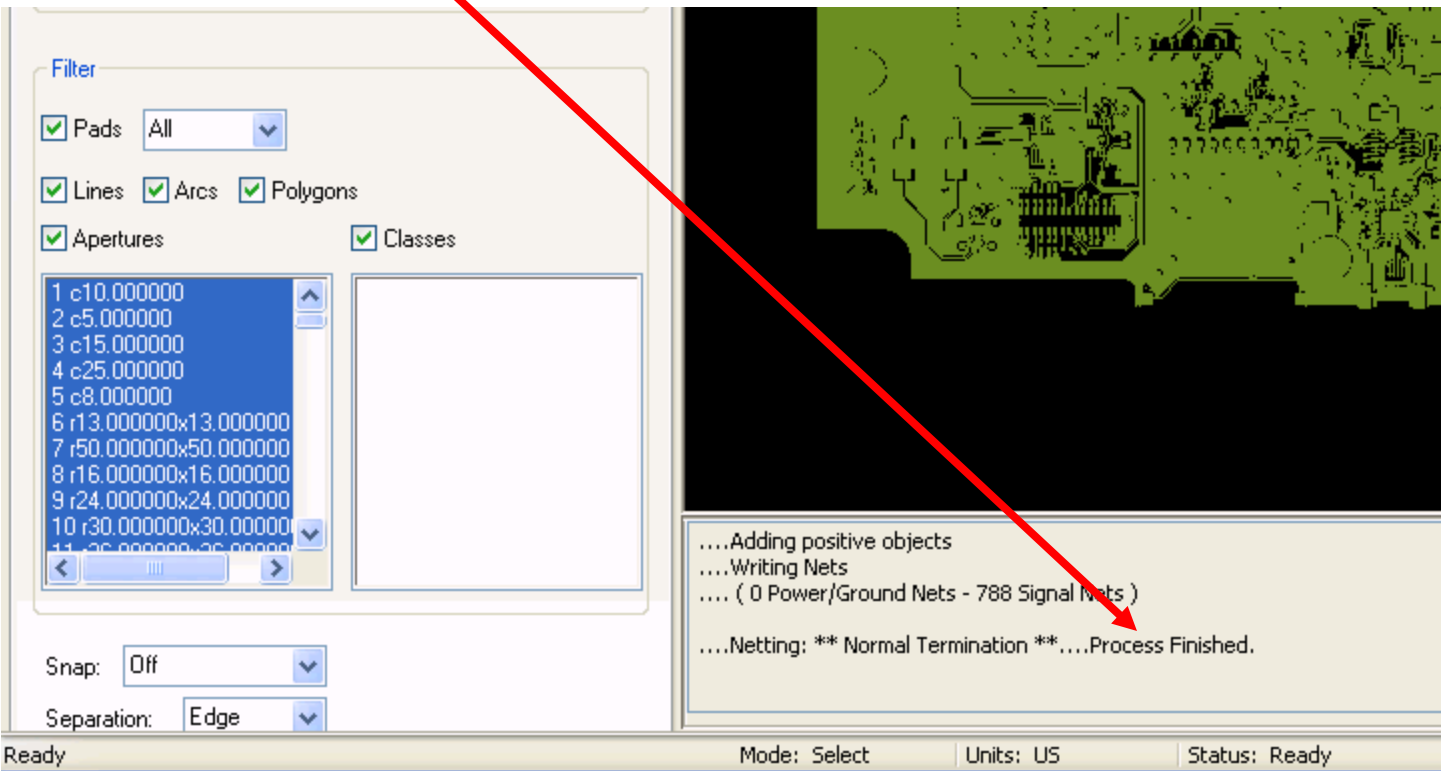 Filter
Pads All
Lines Arcs Polygons
Apertures Classes
1 c10.000000
2 c5.000000
3 c15.000000
4 c25.000000
5 c8.000000
6 r13.000000x13.000000
7 r50.000000x50.000000
8 r16.000000x16.000000
9 r24.000000x24.000000
10 r30.000000x30.000000
....Adding positive objects
....Writing Nets
.... ( 0 Power/Ground Nets - 788 Signal Nets )
....Netting: ** Normal Termination **....Process Finished.
Snap: Off
Separation: Edge
Ready Mode: Select Units: US Status: Ready